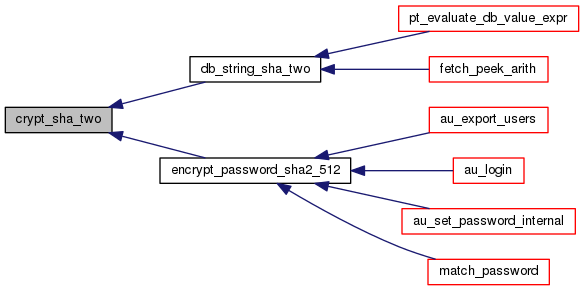 pt_evaluate_db_value_expr
db_string_sha_two
fetch_peek_arith
crypt_sha_two
au_export_users
encrypt_password_sha2_512
au_login
au_set_password_internal
match_password